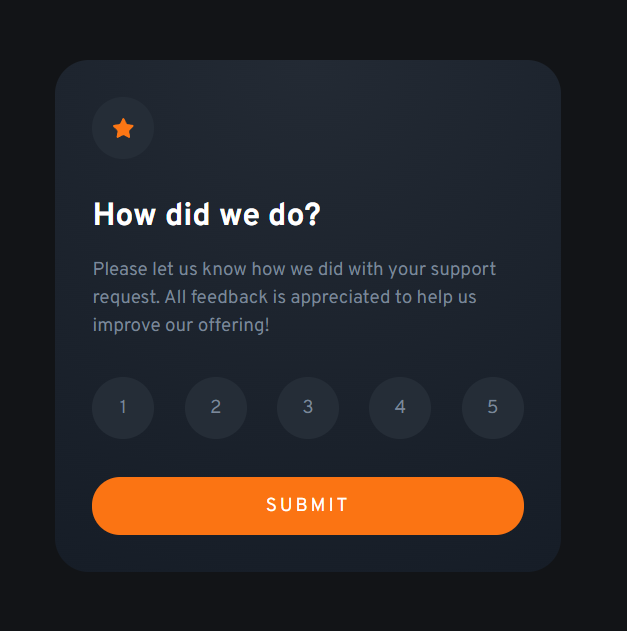 How did we do?
Please let us know how we did with your support
request. All feedback is appreciated to help us
improve our offering!
1 2 3 4 5
SUBMIT